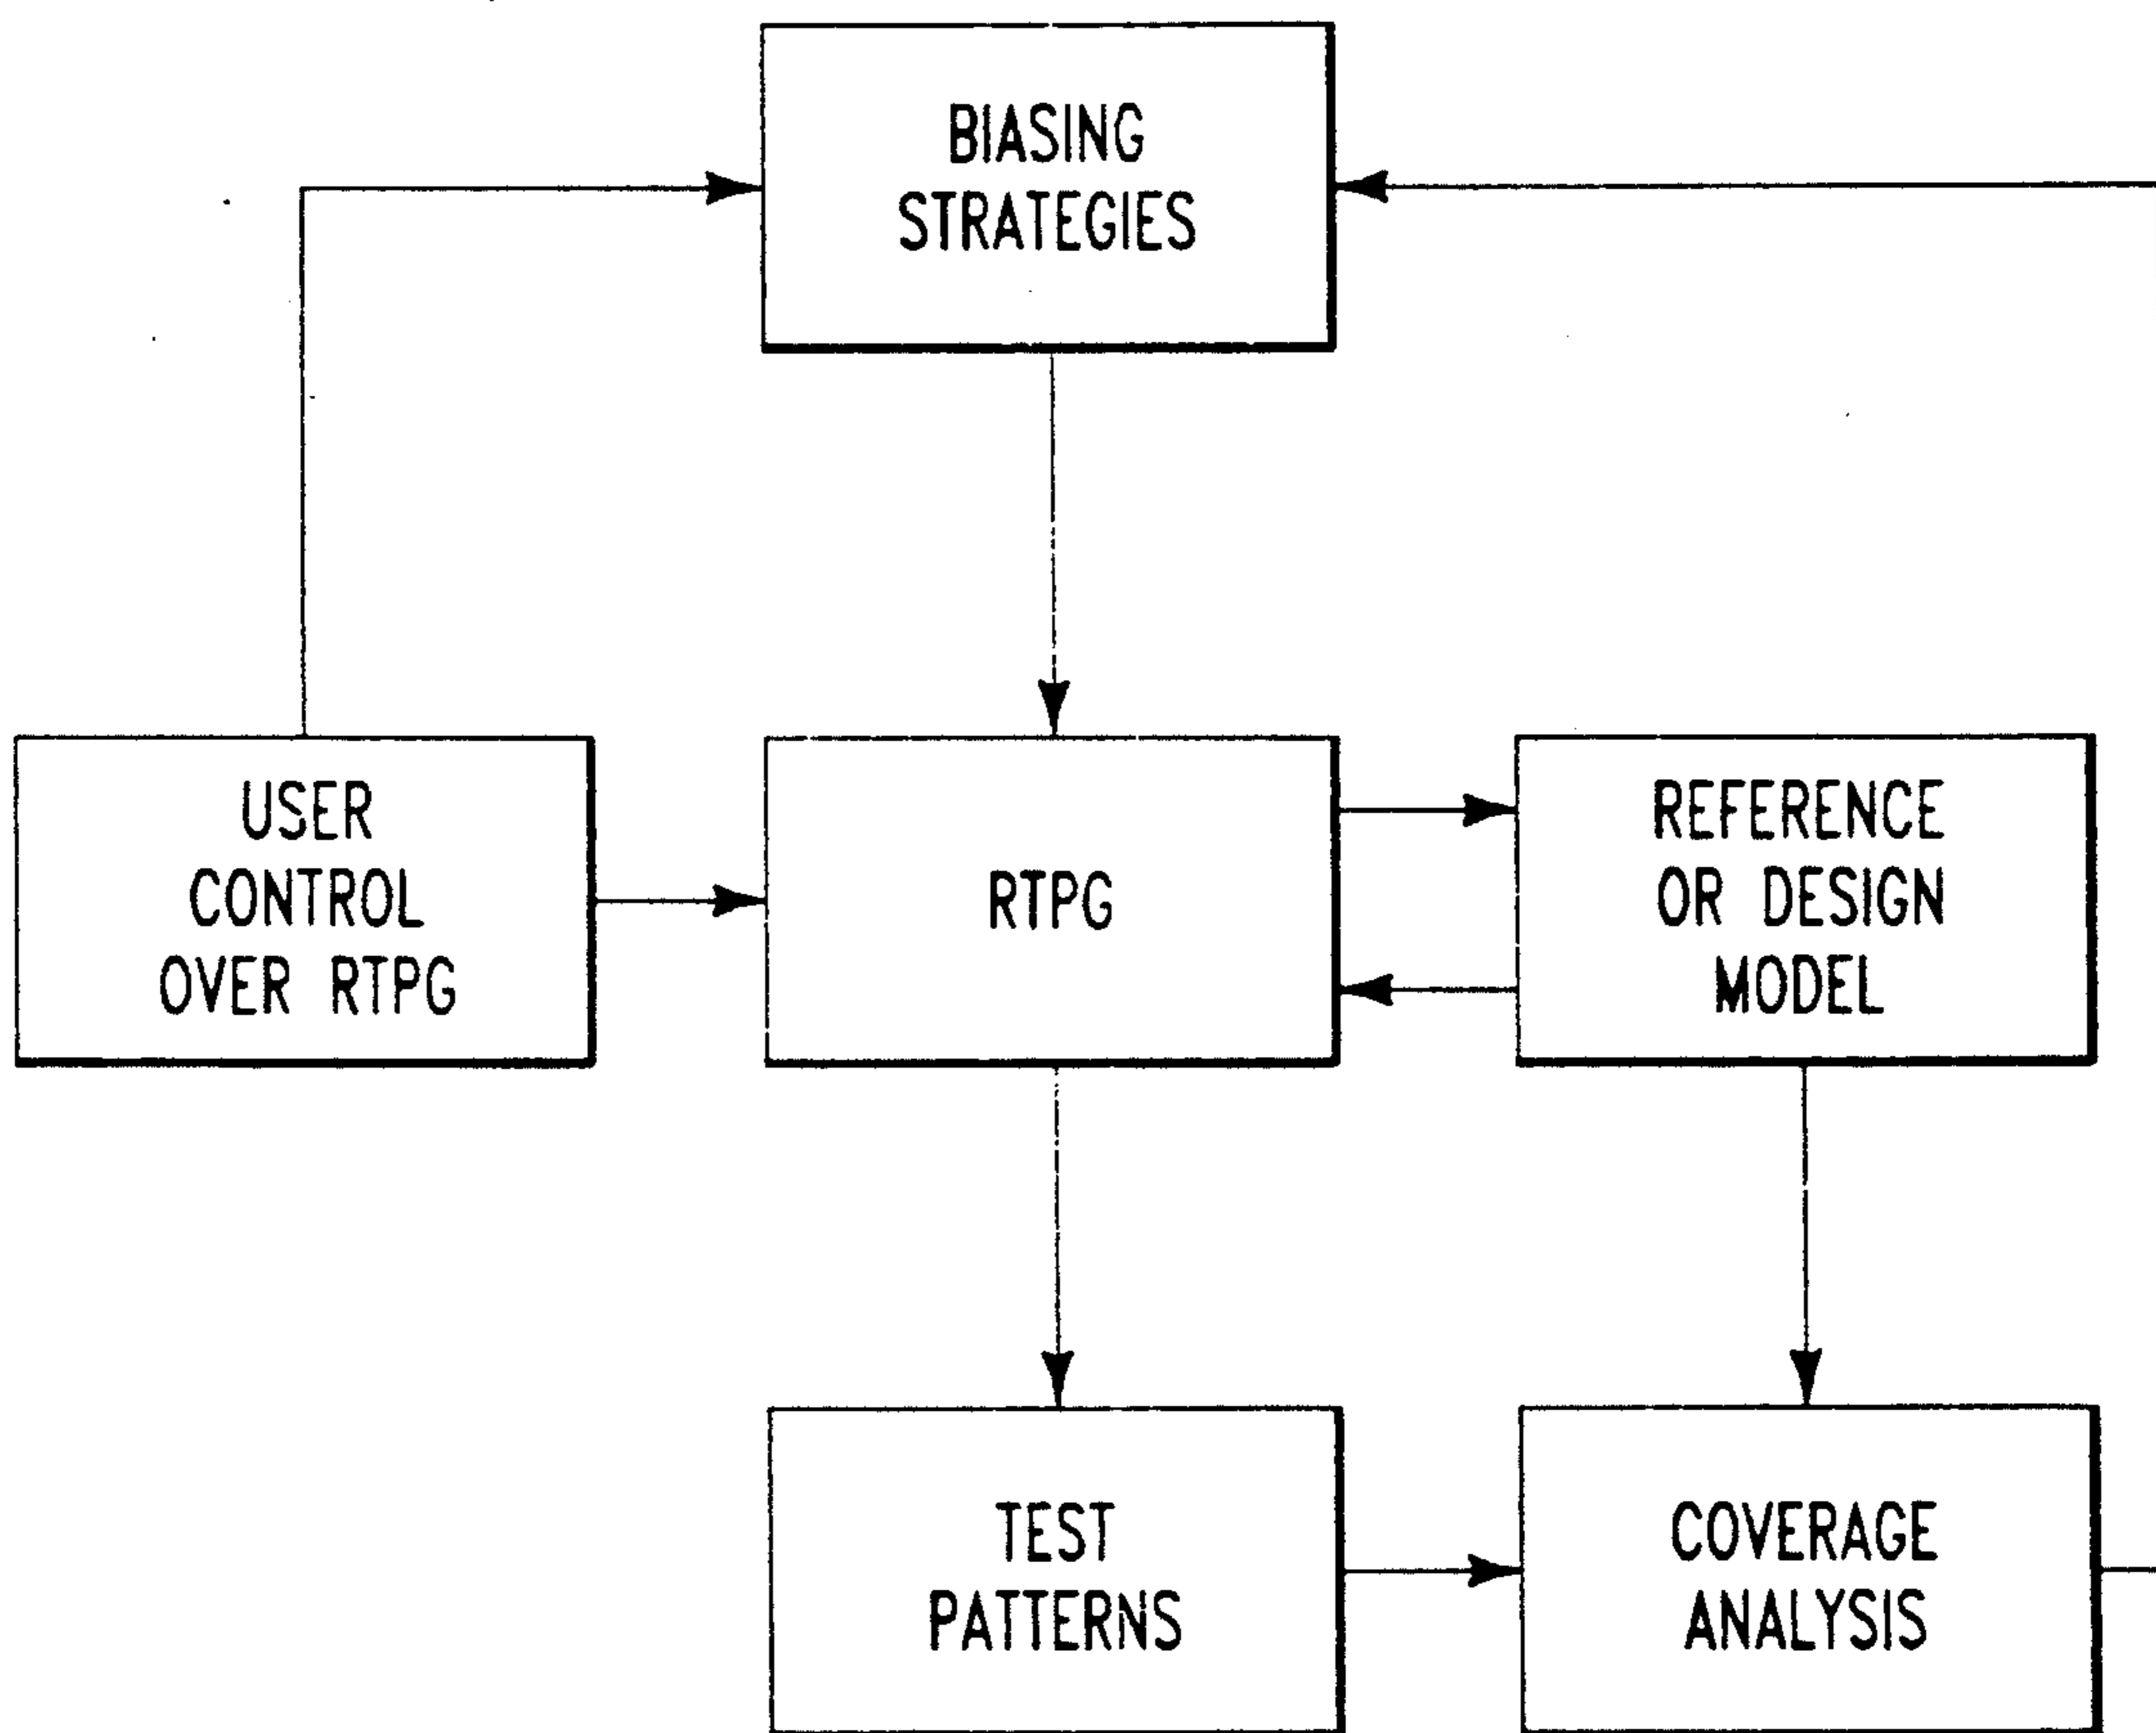 BIASING
STRATEGIES
USER
CONTROL
OVER RTPG
RTPG
REFERENCE
OR DESIGN
MODEL
TEST
PATTERNS
COVERAGE
ANALYSIS